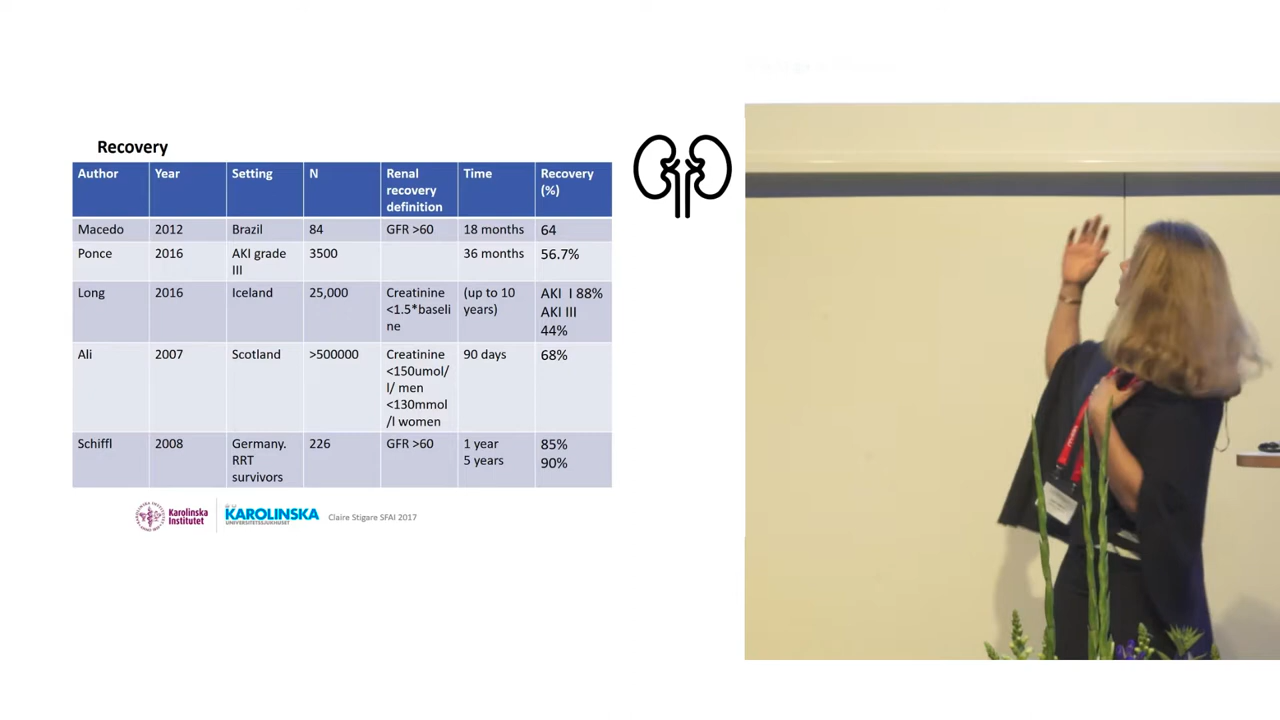 Recovery
Author Year Setting N Renal recovery definition Time Recovery (%)
Macedo 2012 Brazil 84 GFR >60 18 months 64
Ponce 2016 AKI grade III 3500 36 months 56.7%
Long 2016 Iceland 25,000 Creatinine <1.5*baseline (up to 10 years) AKI I 88% AKI III 44%
Ali 2007 Scotland >500000 Creatinine <150umol/l/ men <130mmol/l women 90 days 68%
Schiffl 2008 Germany. RRT survivors 226 GFR >60 1 year 5 years 85% 90%
Karolinska Institutet
KAROLINSKA
UNIVERSITETSSJUKHUSET
Claire Stigare SFAI 2017